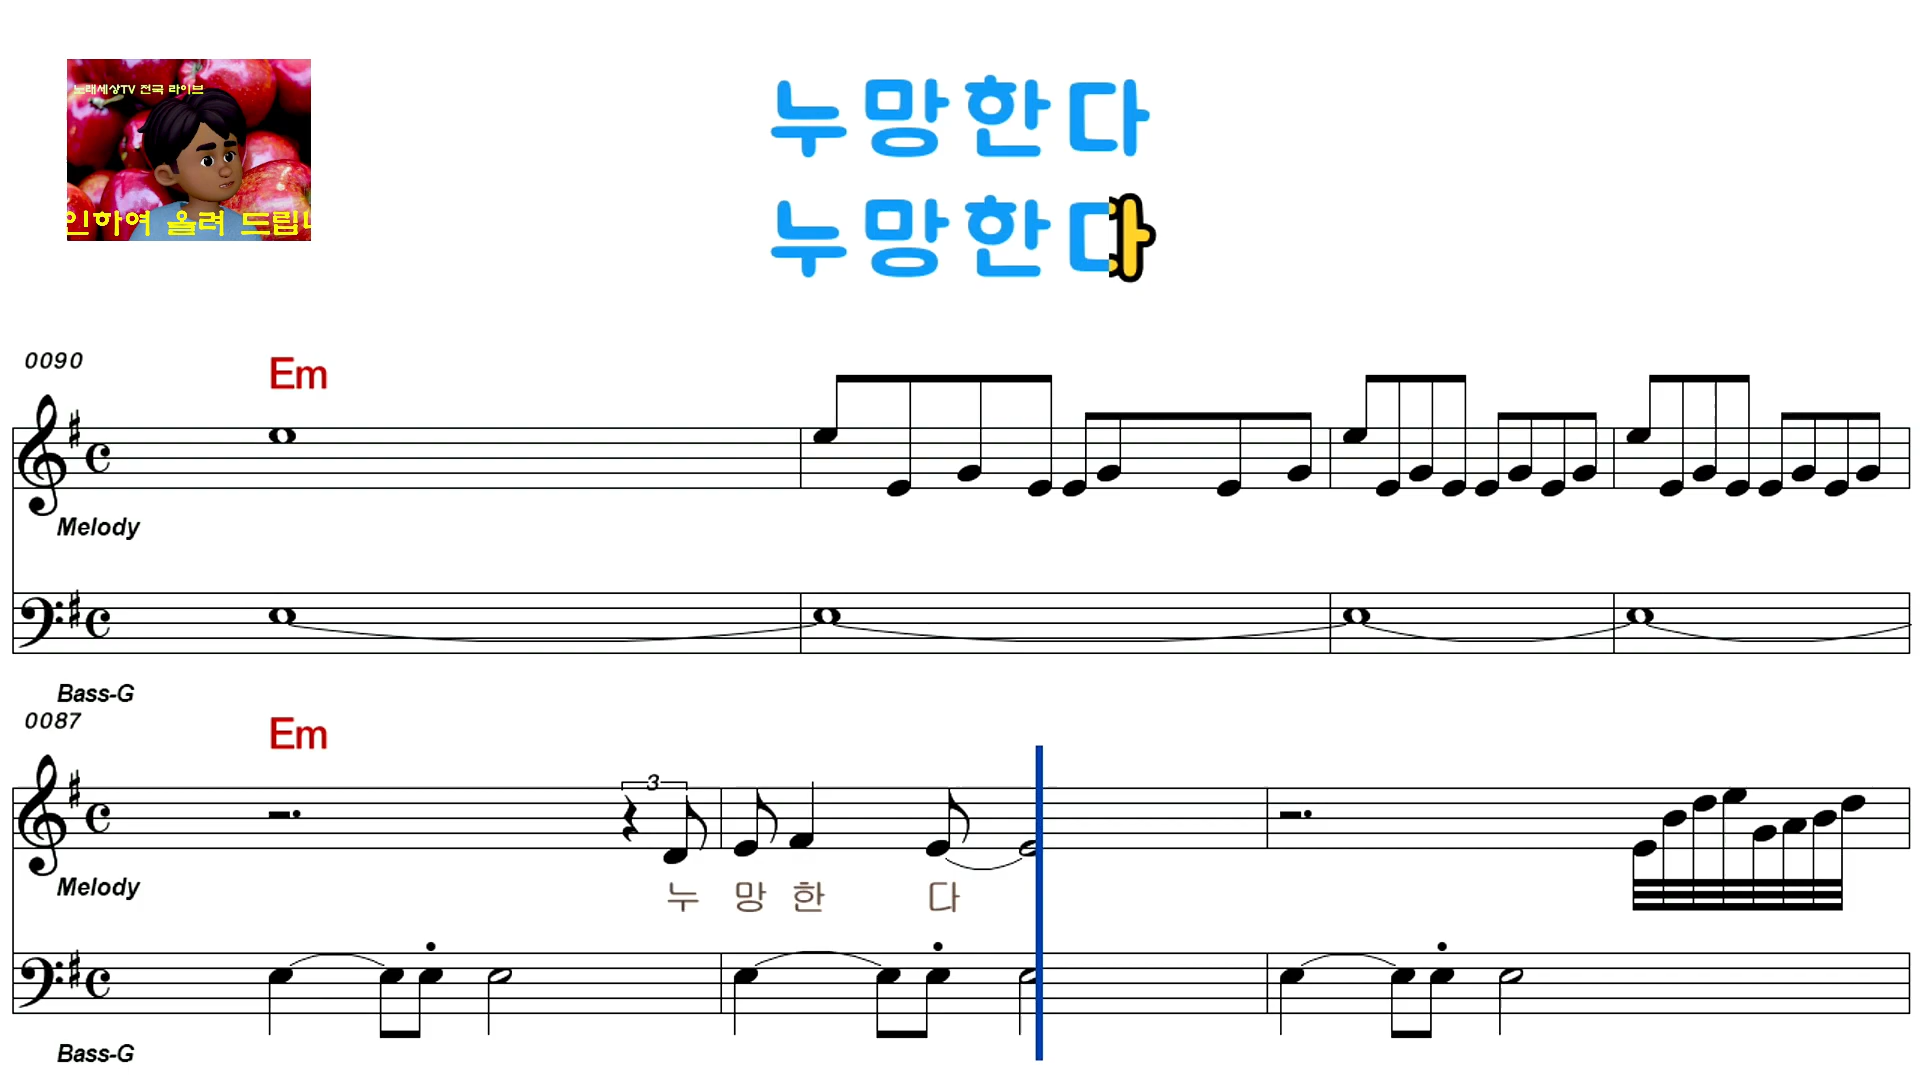 노래세상TV 전국 라이브
인하여 올려 드립니
누망한다
누망한다
0090
Em
Melody
Bass-G
0087
Em
3
누 망 한 다
Melody
Bass-G